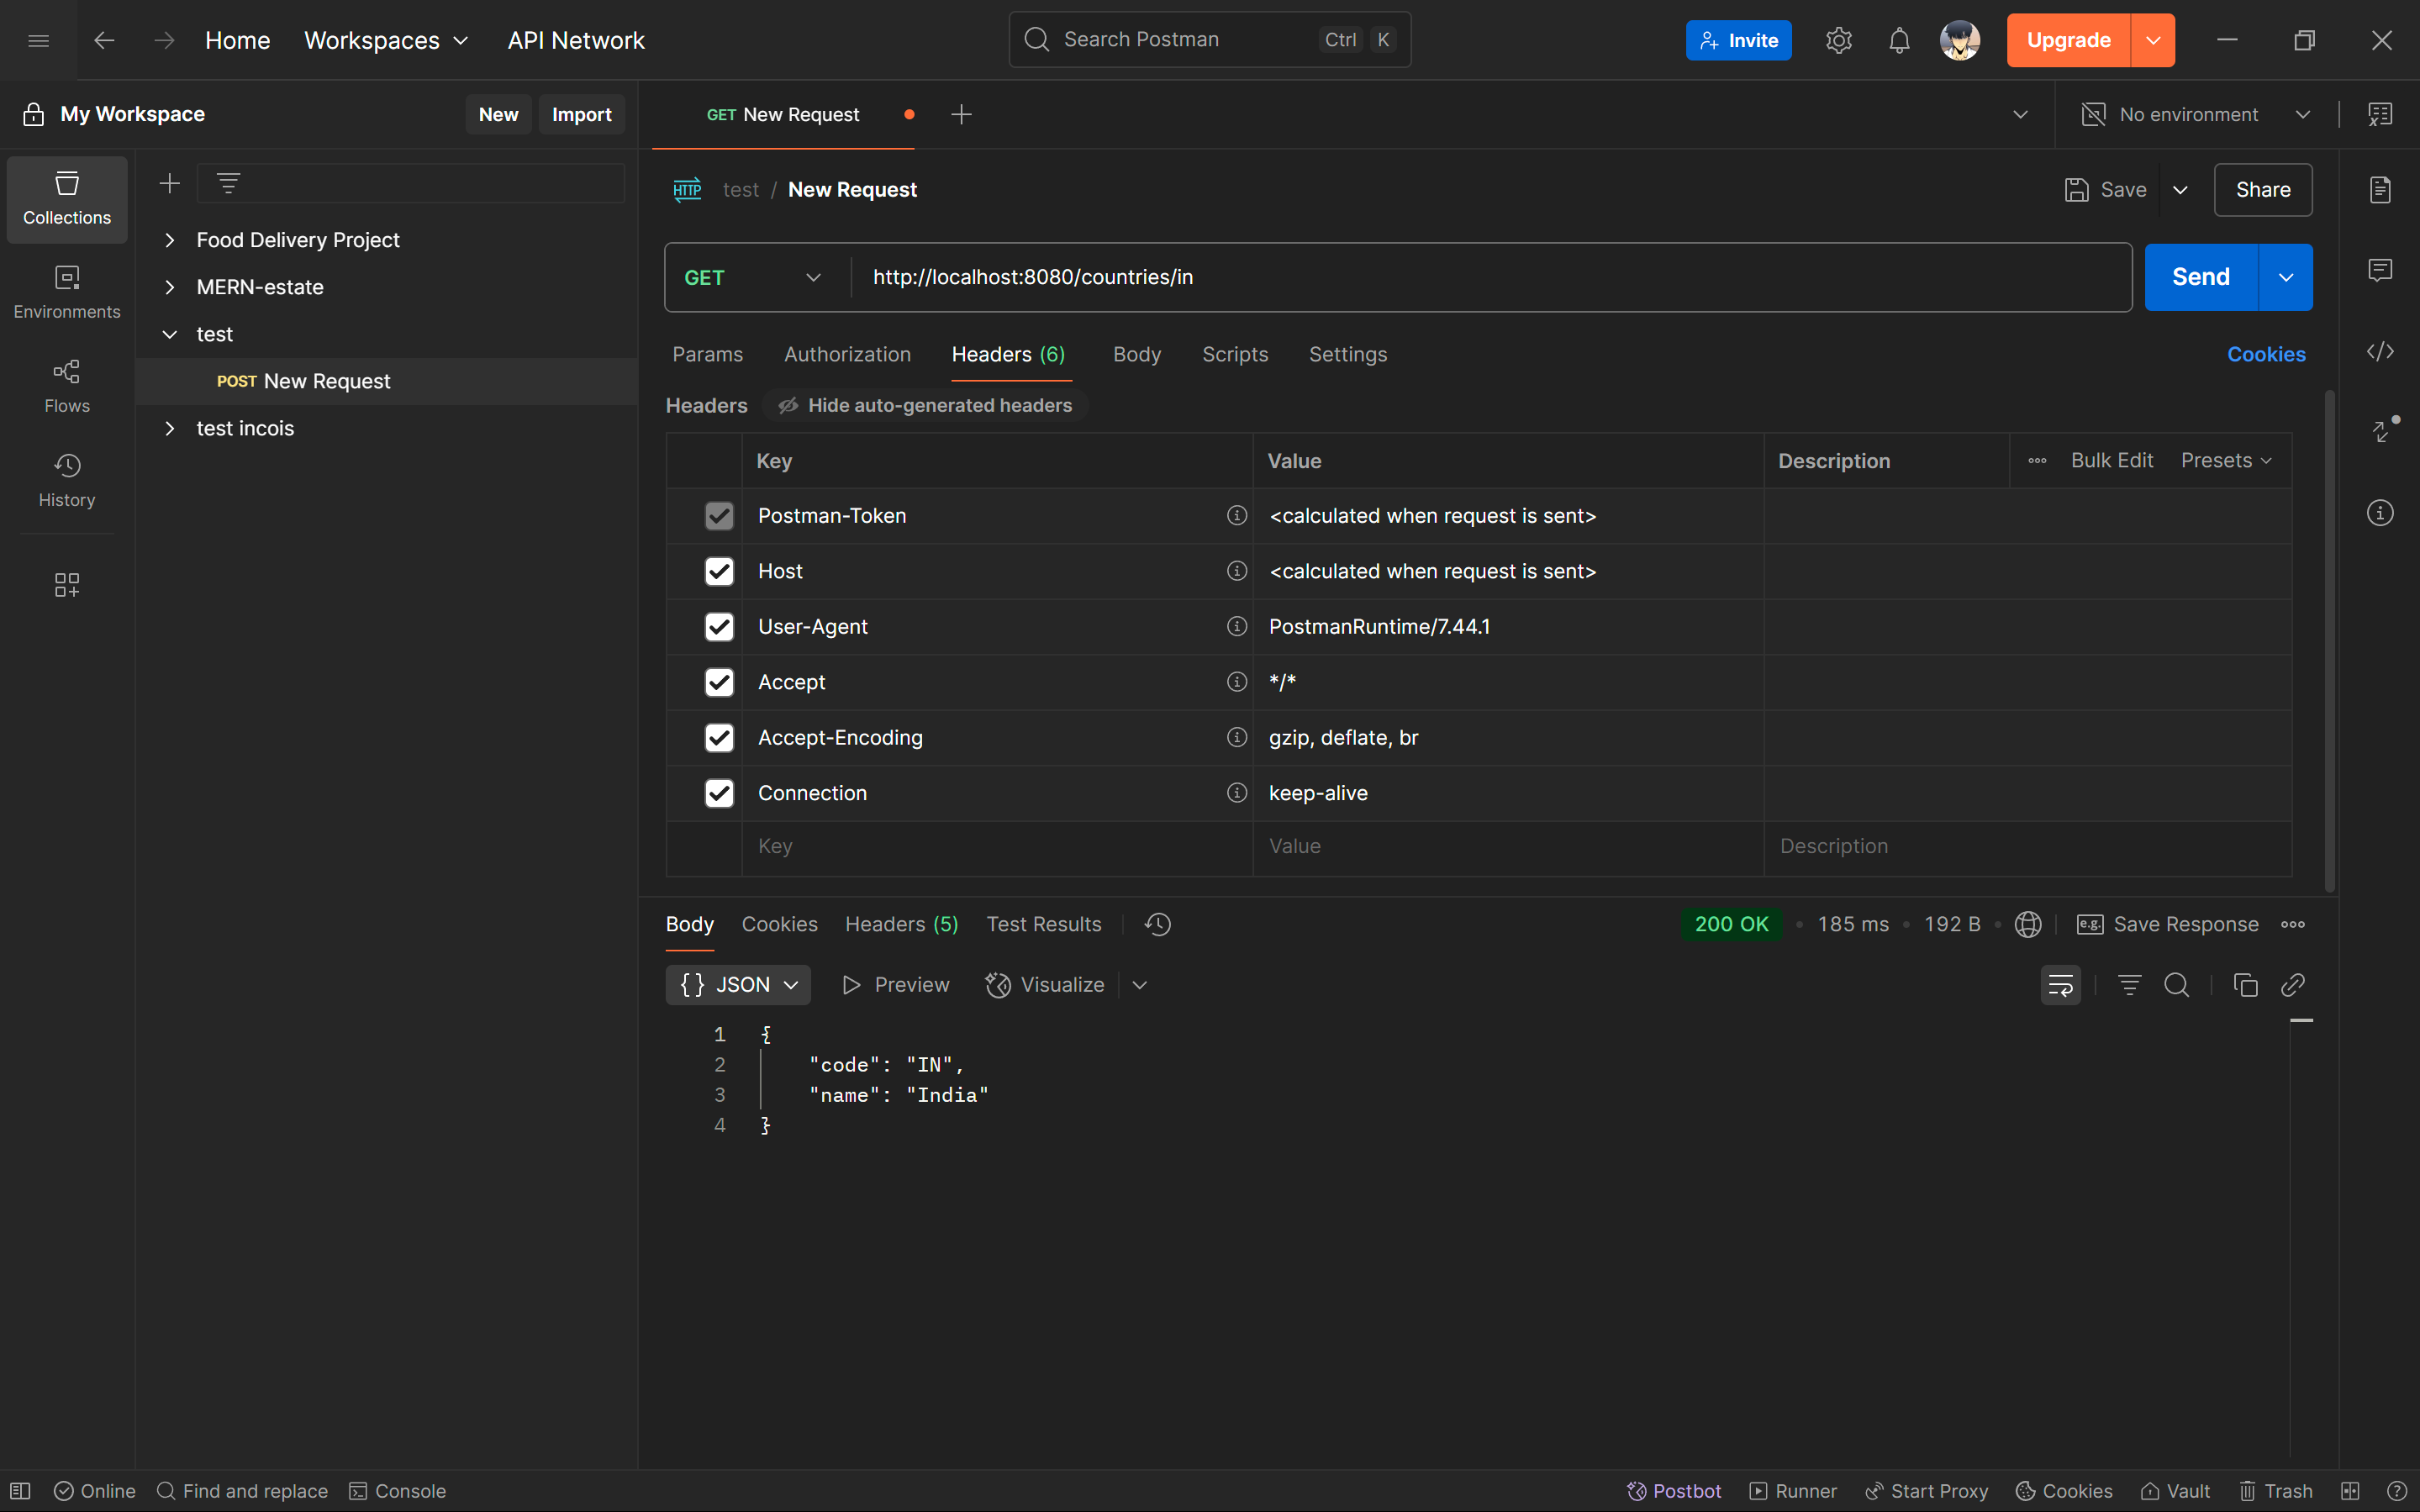 Home Workspaces API Network Search Postman Ctrl K Invite Upgrade
My Workspace New Import GET New Request No environment
Collections
Environments
Flows
History
Food Delivery Project
MERN-estate
test
POST New Request
test incois
HTTP test / New Request Save Share
GET http://localhost:8080/countries/in Send
Params Authorization Headers (6) Body Scripts Settings Cookies
Headers Hide auto-generated headers
Key Value Description Bulk Edit Presets
Postman-Token <calculated when request is sent>
Host <calculated when request is sent>
User-Agent PostmanRuntime/7.44.1
Accept */*
Accept-Encoding gzip, deflate, br
Connection keep-alive
Key Value Description
Body Cookies Headers (5) Test Results 200 OK • 185 ms • 192 B • e.g. Save Response
{} JSON Preview Visualize
1 {
2 "code": "IN",
3 "name": "India"
4 }
Online Find and replace Console Postbot Runner Start Proxy Cookies Vault Trash